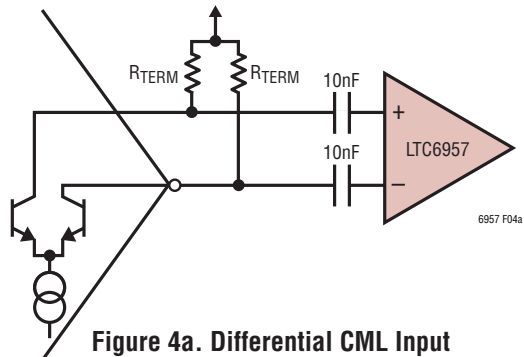 RTERM RTERM
10nF
+
LTC6957
10nF
−
6957 F04a
Figure 4a. Differential CML Input